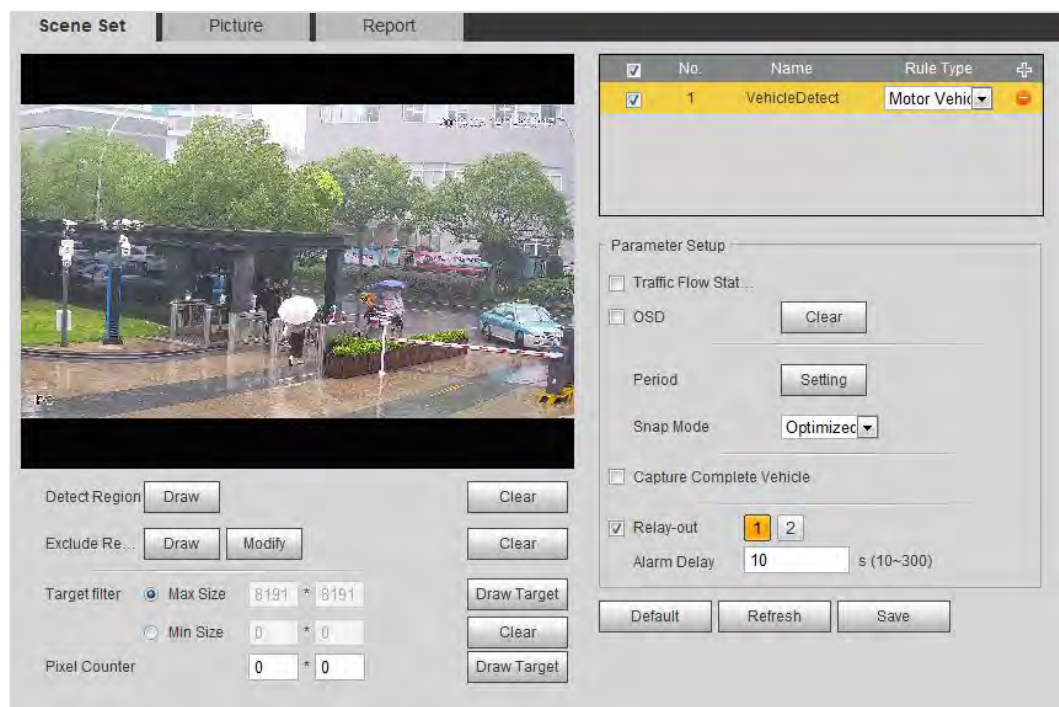 Scene Set Picture Report
No. Name Rule Type
1 VehicleDetect Motor Vehic
Parameter Setup
Traffic Flow Stat...
OSD Clear
Period Setting
Snap Mode Optimized
Capture Complete Vehicle
Relay-out 1 2
Alarm Delay 10 s (10~300)
Default Refresh Save
Detect Region Draw Clear
Exclude Re... Draw Modify Clear
Target filter Max Size 8191 * 8191 Draw Target
Min Size 0 * 0 Clear
Pixel Counter 0 * 0 Draw Target